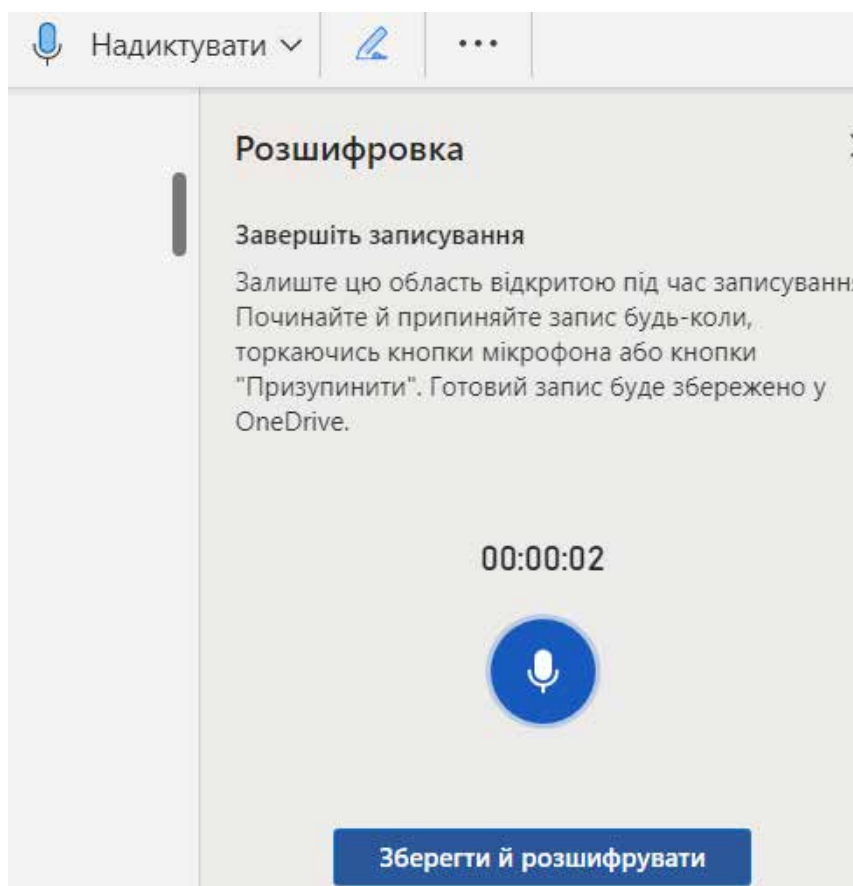 Надиктувати
Розшифровка
Завершіть записування
Залиште цю область відкритою під час записуванн
Починайте й припиняйте запис будь-коли,
торкаючись кнопки мікрофона або кнопки
"Призупинити". Готовий запис буде збережено у
OneDrive.
00:00:02
Зберегти й розшифрувати